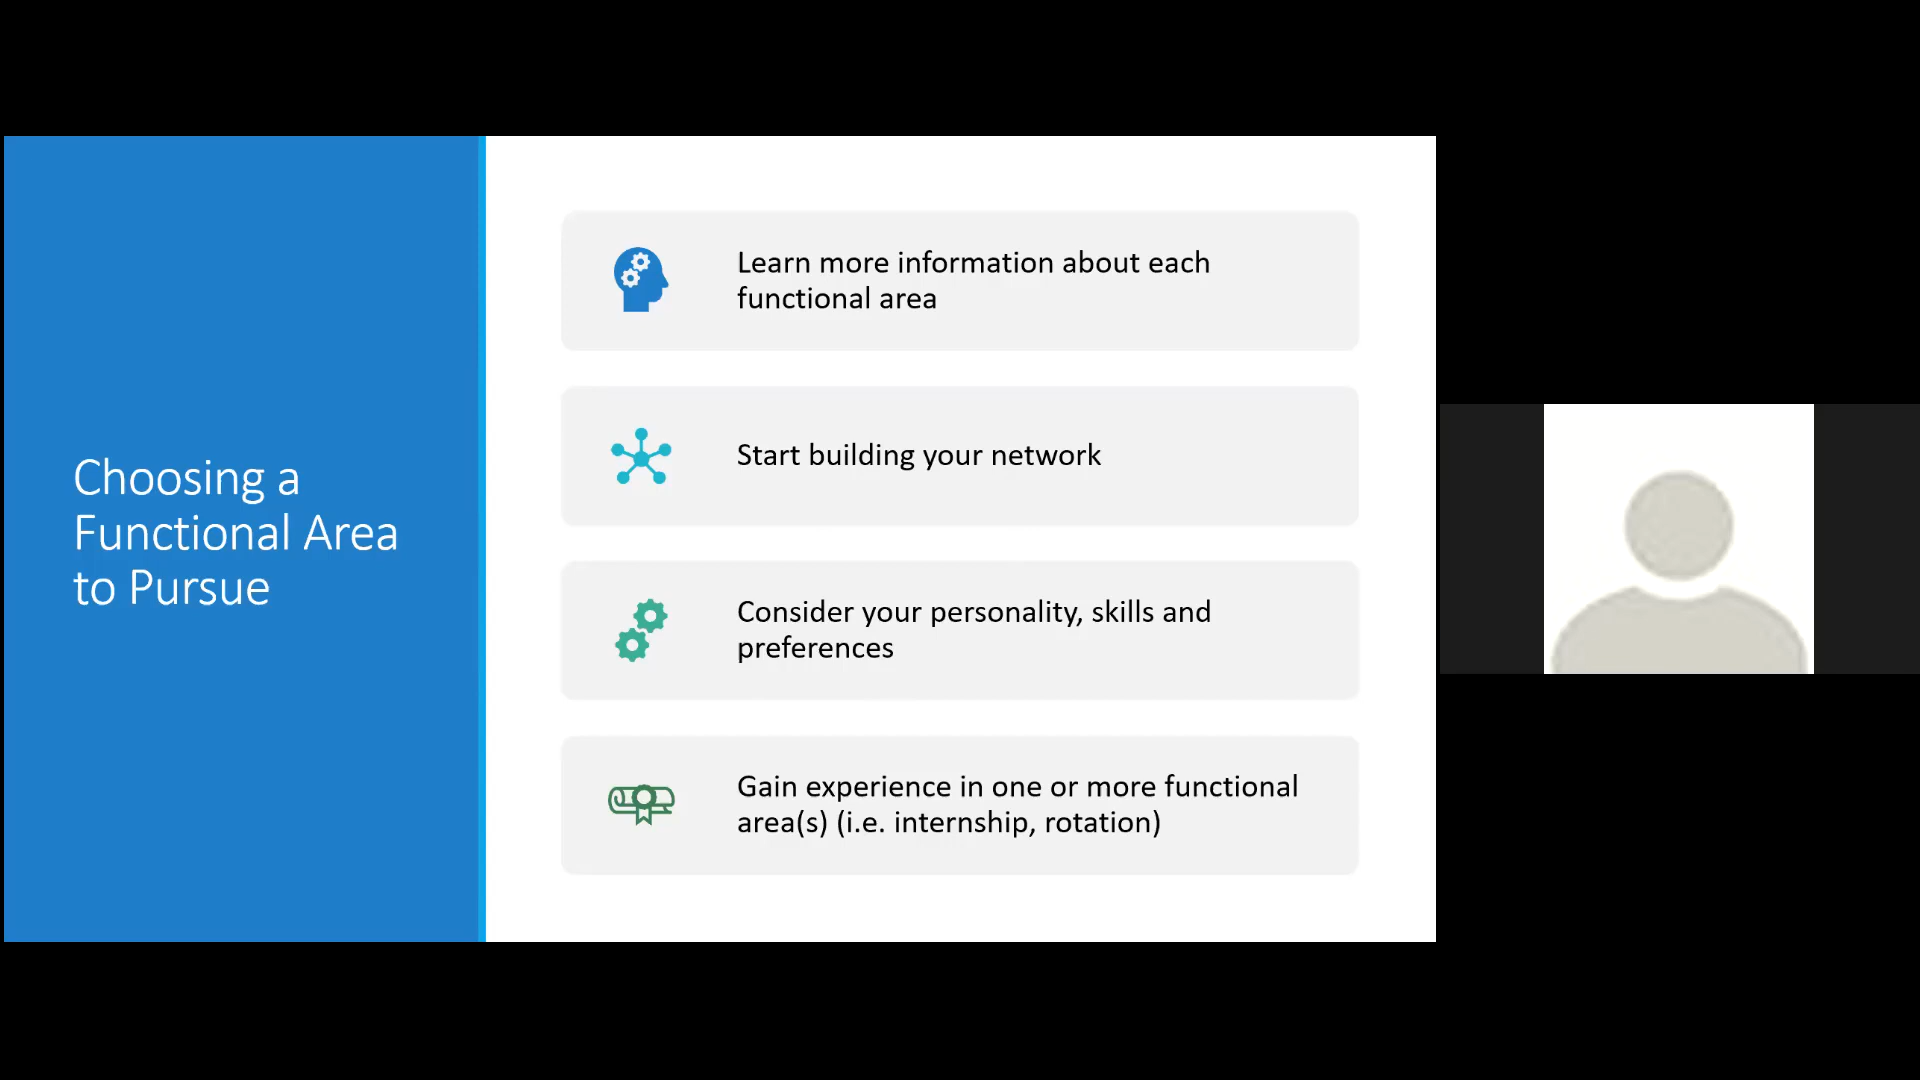 Choosing a
Functional Area
to Pursue
Learn more information about each
functional area
Start building your network
Consider your personality, skills and
preferences
Gain experience in one or more functional
area(s) (i.e. internship, rotation)